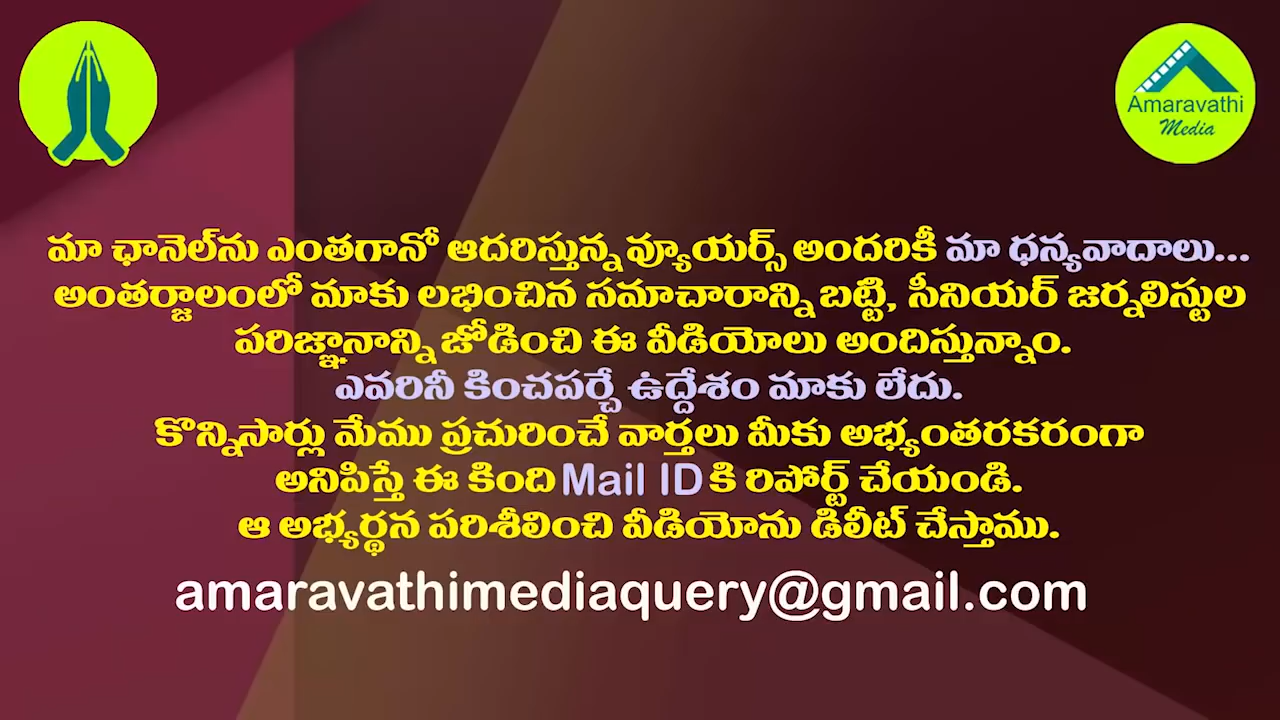 Amaravathi
Media
మా ఛానెల్‌ను ఎంతగానో ఆదరిస్తున్న వ్యూయర్స్ అందరికీ మా ధన్యవాదాలు...
అంతర్జాలంలో మాకు లభించిన సమాచారాన్ని బట్టి, సీనియర్ జర్నలిస్టుల
పరిజ్ఞానాన్ని జోడించి ఈ వీడియోలు అందిస్తున్నాం.
ఎవరినీ కించపర్చే ఉద్దేశం మాకు లేదు.
కొన్నిసార్లు మేము ప్రచురించే వార్తలు మీకు అభ్యంతరకరంగా
అనిపిస్తే ఈ కింది Mail ID కి రిపోర్ట్ చేయండి.
ఆ అభ్యర్థన పరిశీలించి వీడియోను డిలీట్ చేస్తాము.
amaravathimediaquery@gmail.com